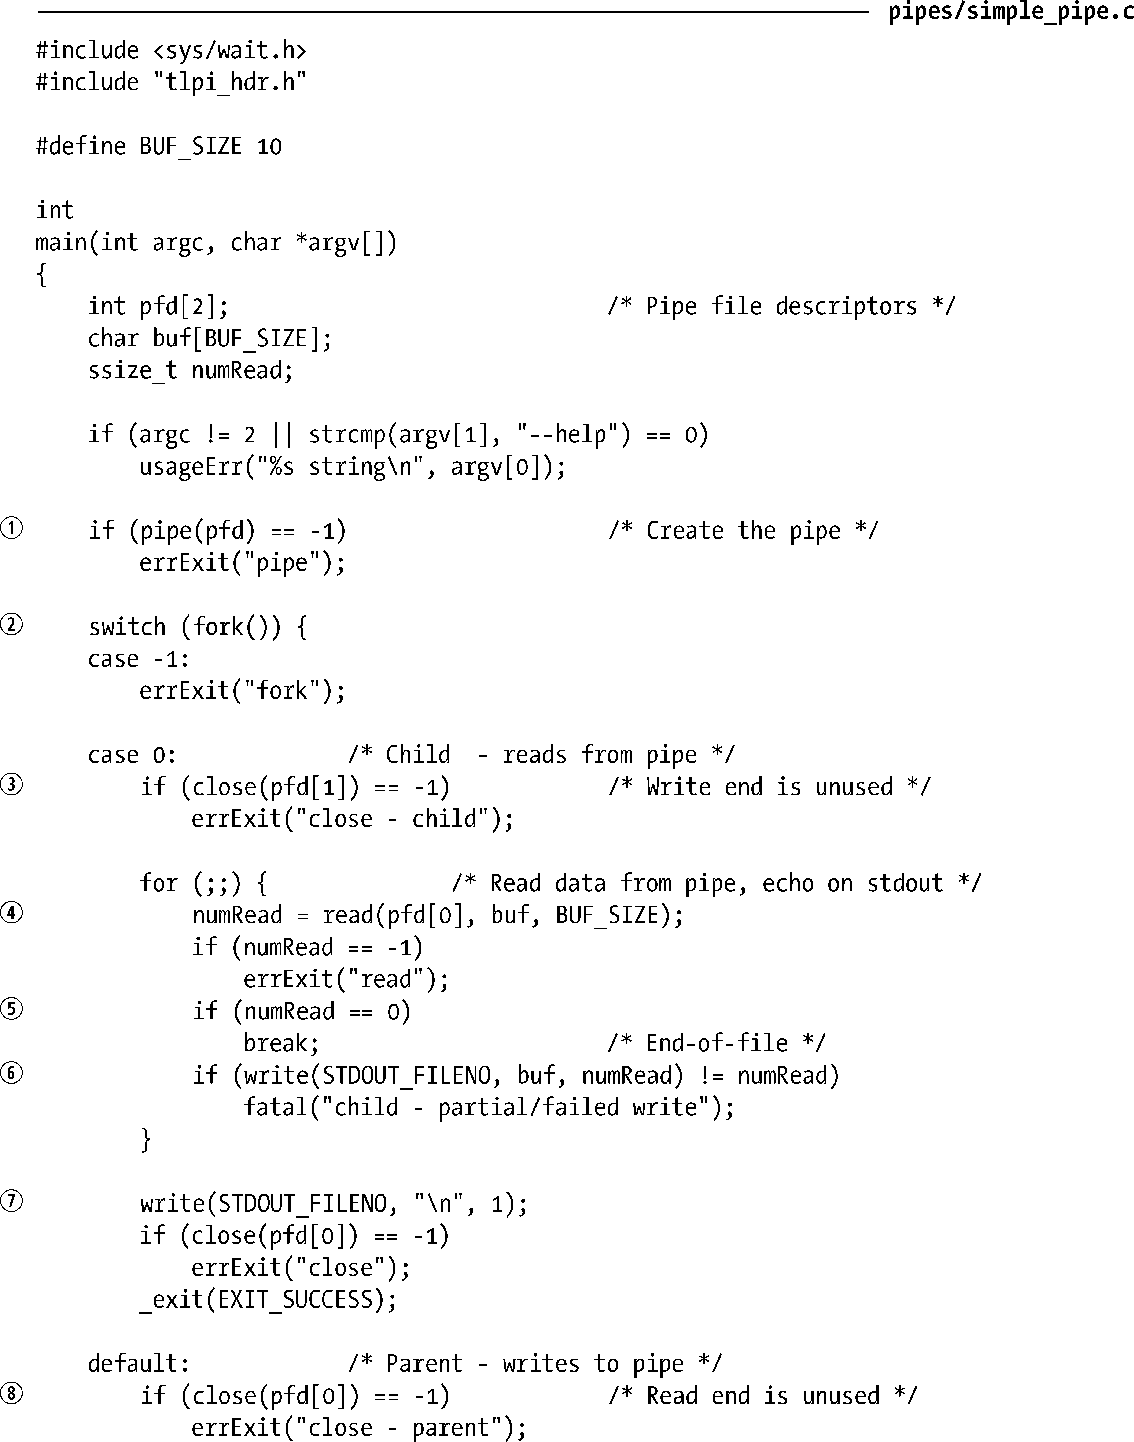 pipes/simple_pipe.c
#include <sys/wait.h>
#include "tlpi_hdr.h"
#define BUF_SIZE 10
int
main(int argc, char *argv[])
{
    int pfd[2];                             /* Pipe file descriptors */
    char buf[BUF_SIZE];
    ssize_t numRead;
    if (argc != 2 || strcmp(argv[1], "--help") == 0)
        usageErr("%s string\n", argv[0]);
①    if (pipe(pfd) == -1)                    /* Create the pipe */
        errExit("pipe");
②    switch (fork()) {
    case -1:
        errExit("fork");
    case 0:             /* Child  - reads from pipe */
③        if (close(pfd[1]) == -1)            /* Write end is unused */
            errExit("close - child");
        for (;;) {              /* Read data from pipe, echo on stdout */
④            numRead = read(pfd[0], buf, BUF_SIZE);
            if (numRead == -1)
                errExit("read");
⑤            if (numRead == 0)
                break;                      /* End-of-file */
⑥            if (write(STDOUT_FILENO, buf, numRead) != numRead)
                fatal("child - partial/failed write");
        }
⑦        write(STDOUT_FILENO, "\n", 1);
        if (close(pfd[0]) == -1)
            errExit("close");
        _exit(EXIT_SUCCESS);
    default:            /* Parent - writes to pipe */
⑧        if (close(pfd[0]) == -1)            /* Read end is unused */
            errExit("close - parent");